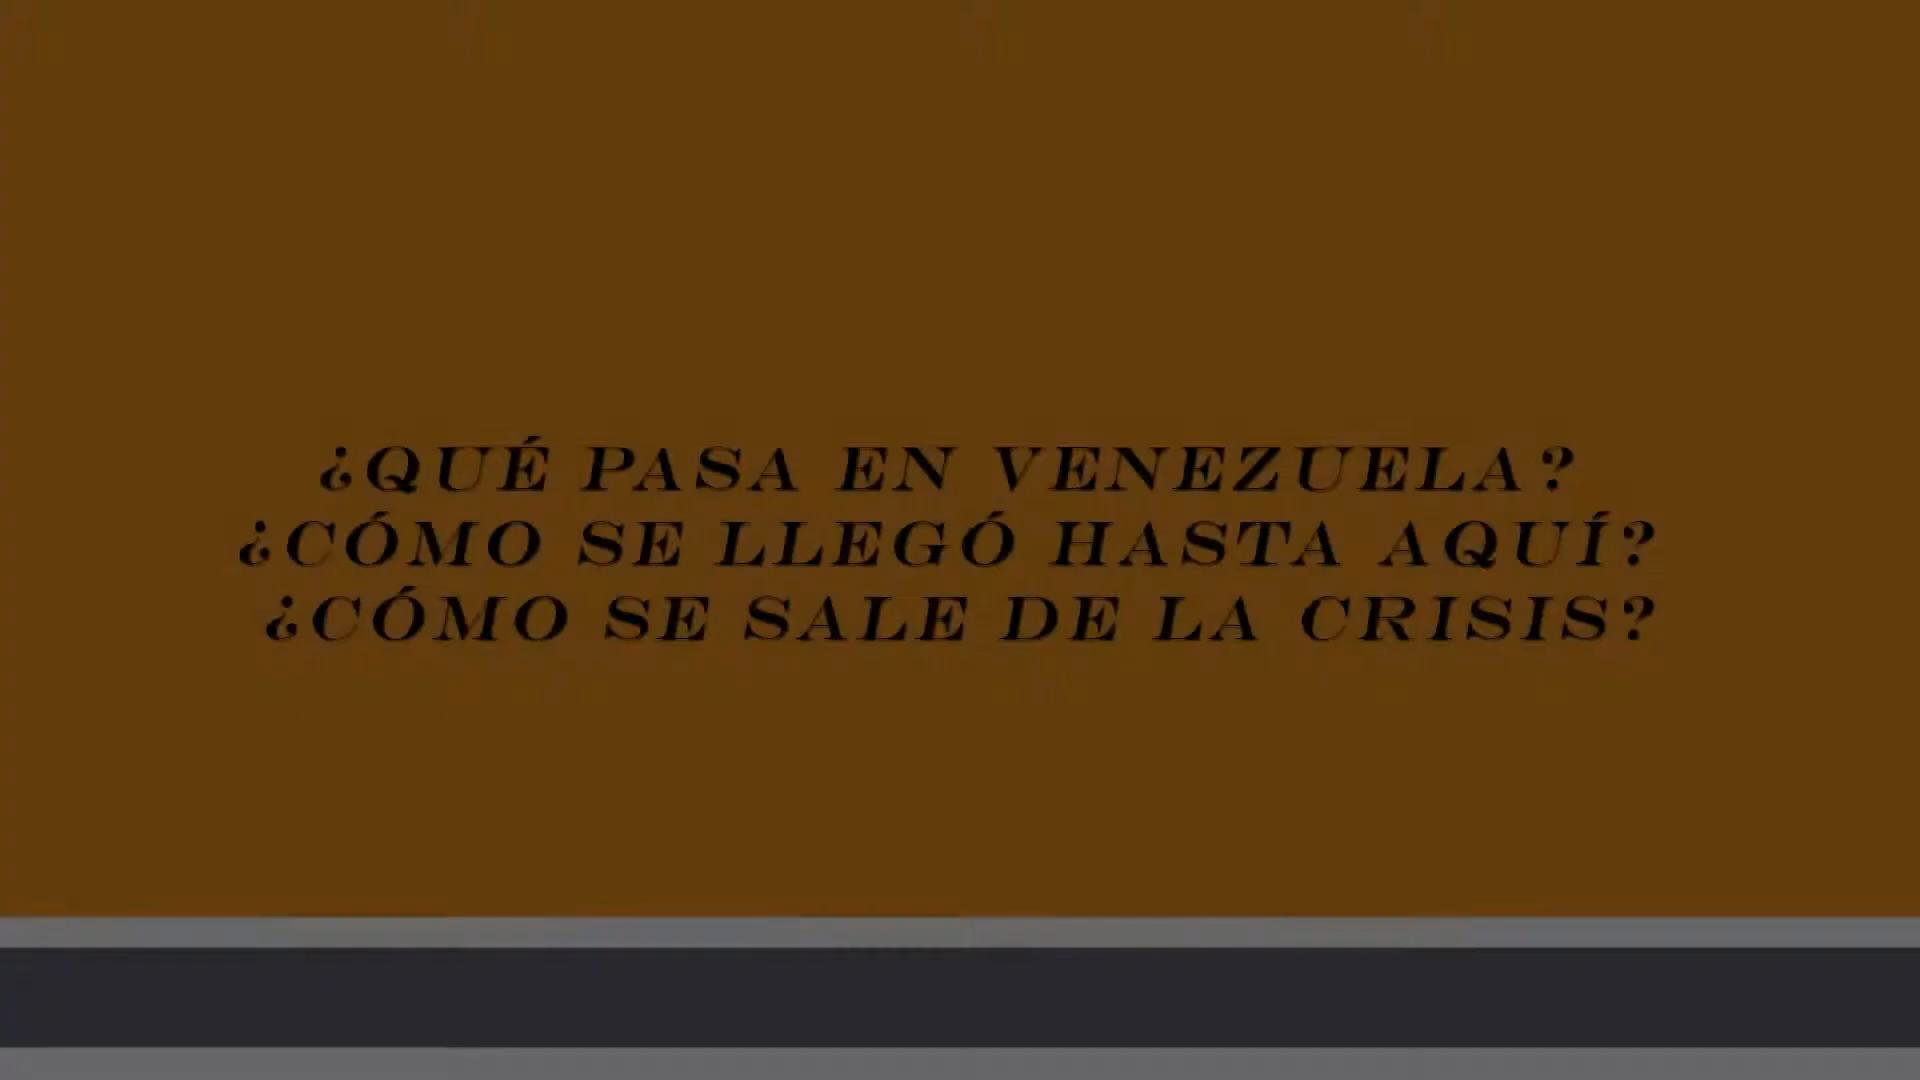 ¿QUÉ PASA EN VENEZUELA?
¿CÓMO SE LLEGÓ HASTA AQUÍ?
¿CÓMO SE SALE DE LA CRISIS?